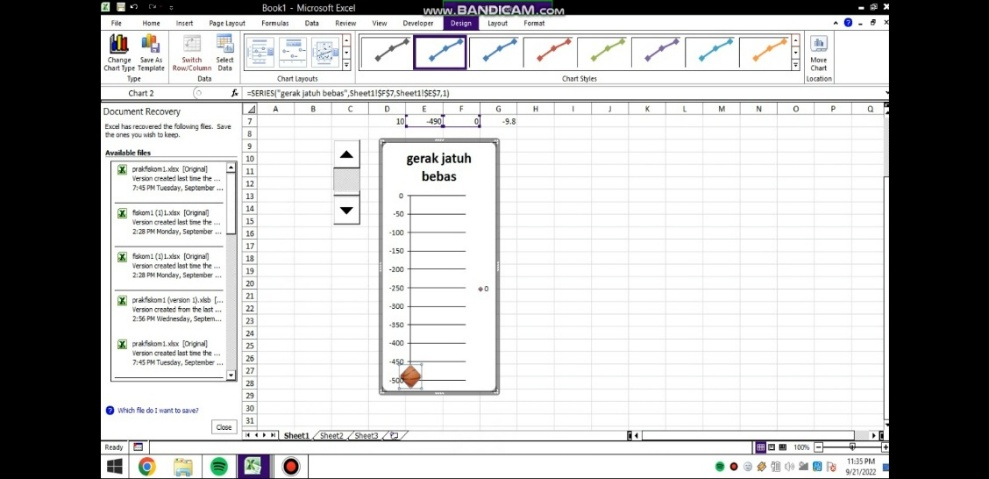 www.BANDICAM.com
Book1 - Microsoft Excel
File Home Insert Page Layout Formulas Data Review View Developer Design Layout Format
Change Chart Type
Save As Template
Switch Row/Column
Select Data
Move Chart
Type Data Chart Layouts Chart Styles Location
Chart 2 fx =SERIES("gerak jatuh bebas",Sheet1!$F$7,Sheet1!$E$7,1)
Document Recovery
Excel has recovered the following files. Save
the ones you wish to keep.
Available files
prakfiskom1.xlsx [Original]
Version created last time the ...
7:45 PM Tuesday, September ...
fiskom1 (1)1.xlsx [Original]
Version created last time the ...
2:28 PM Monday, September ...
fiskom1 (1)1.xlsx [Original]
Version created last time the ...
2:28 PM Monday, September ...
prakfiskom1 (version 1).xlsb [...
Version created from the last ...
2:56 PM Wednesday, Septem...
prakfiskom1.xlsx [Original]
Version created last time the ...
7:45 PM Tuesday, September ...
Which file do I want to save?
Close
A B C D E F G H I J K L M N O P Q
7 10 -490 0 -9.8
8
9
10
11
12
13
14
15
16
17
18
19
20
21
22
23
24
25
26
27
28
29
30
31
gerak jatuh
bebas
0
-50
-100
-150
-200
-250
-300
-350
-400
-450
-500
0
Sheet1 Sheet2 Sheet3
Ready
100%
11:35 PM
9/21/2022